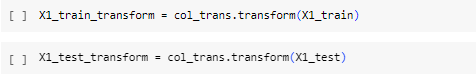 [ ] X1_train_transform = col_trans.transform(X1_train)
[ ] X1_test_transform = col_trans.transform(X1_test)